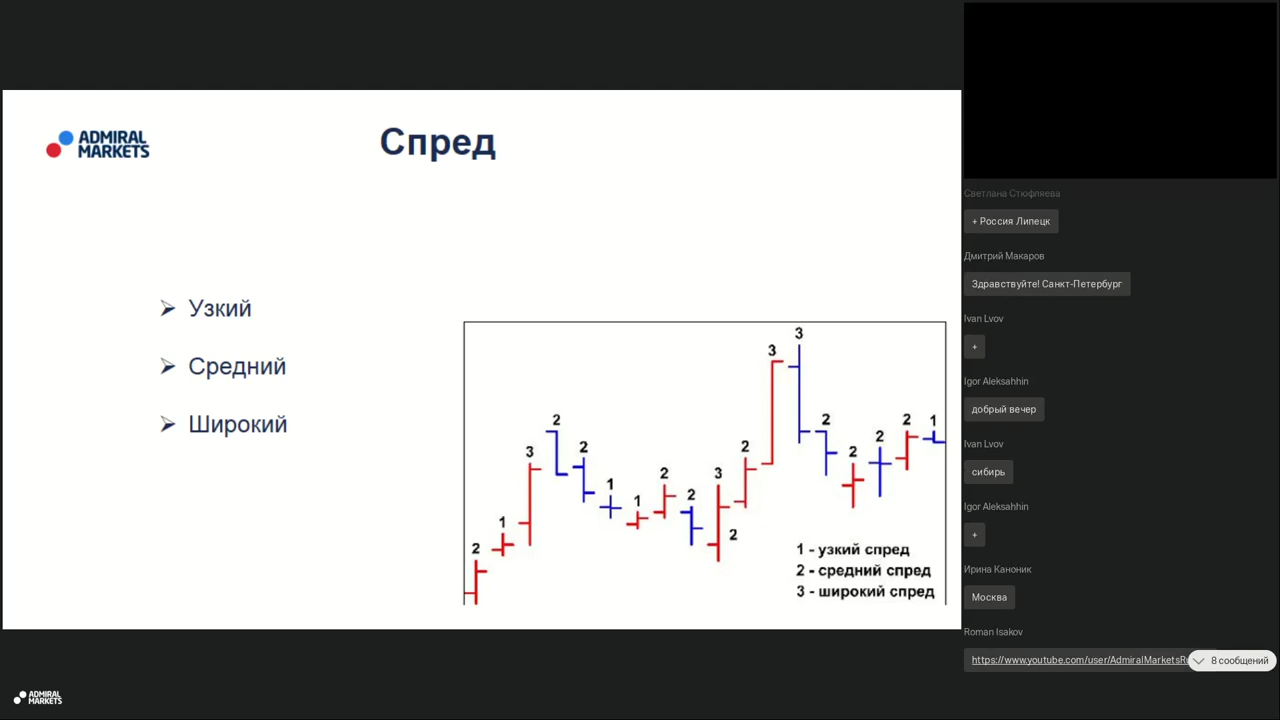 ADMIRAL
MARKETS
Спред
Узкий
Средний
Широкий
2
1
3
2
2
1
1
2
2
3
2
2
3
3
2
2
2
2
1
1 - узкий спред
2 - средний спред
3 - широкий спред
Светлана Стюфляева
+ Россия Липецк
Дмитрий Макаров
Здравствуйте! Санкт-Петербург
Ivan Lvov
+
Igor Aleksahhin
добрый вечер
Ivan Lvov
сибирь
Igor Aleksahhin
+
Ирина Каноник
Москва
Roman Isakov
https://www.youtube.com/user/AdmiralMarketsRu
8 сообщений
ADMIRAL
MARKETS